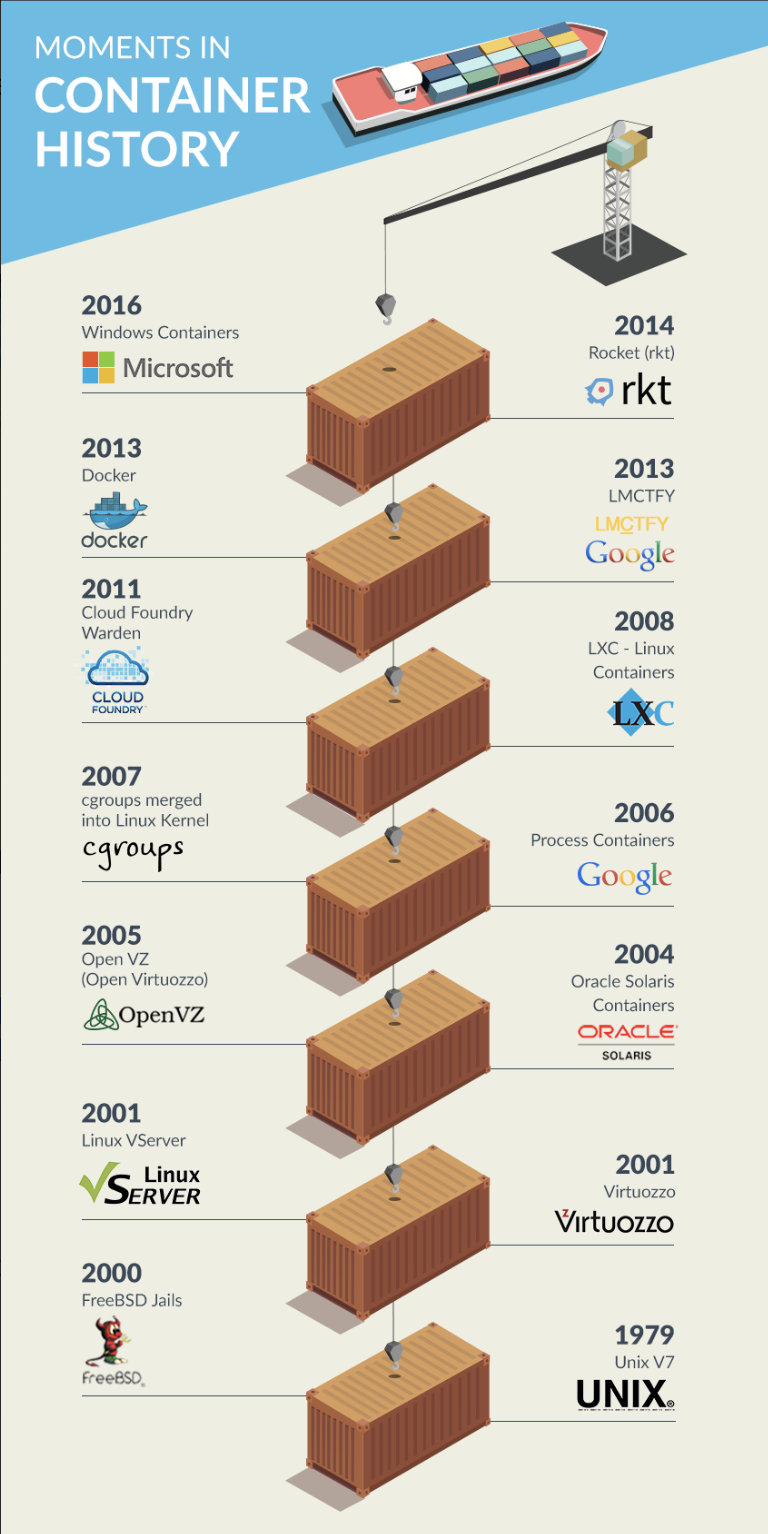 MOMENTS IN
CONTAINER
HISTORY
2016
Windows Containers
Microsoft
2014
Rocket (rkt)
rkt
2013
Docker
docker
2013
LMCTFY
LMCTFY
Google
2011
Cloud Foundry
Warden
CLOUD
FOUNDRY™
2008
LXC - Linux
Containers
LXC
2007
cgroups merged
into Linux Kernel
cgroups
2006
Process Containers
Google
2005
Open VZ
(Open Virtuozzo)
OpenVZ
2004
Oracle Solaris
Containers
ORACLE
SOLARIS
2001
Linux VServer
Linux
VSERVER
2001
Virtuozzo
Virtuozzo
2000
FreeBSD Jails
FreeBSD®
1979
Unix V7
UNIX®